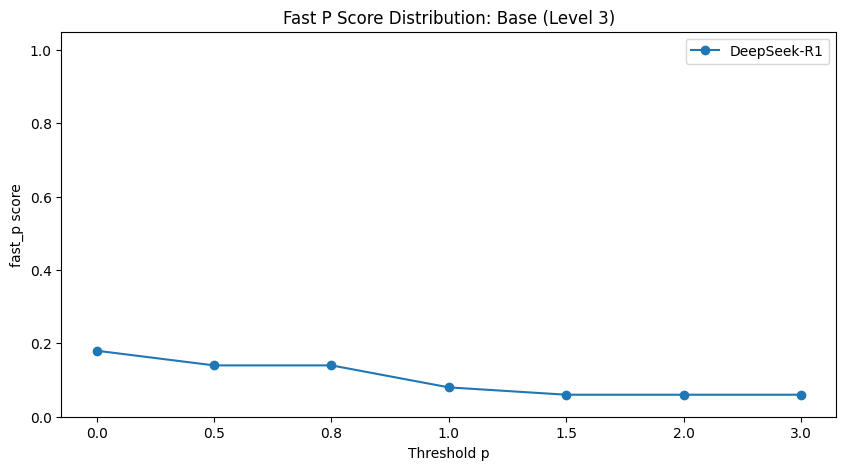 Fast P Score Distribution: Base (Level 3)
DeepSeek-R1
fast_p score
1.0
0.8
0.6
0.4
0.2
0.0
0.0 0.5 0.8 1.0 1.5 2.0 3.0
Threshold p